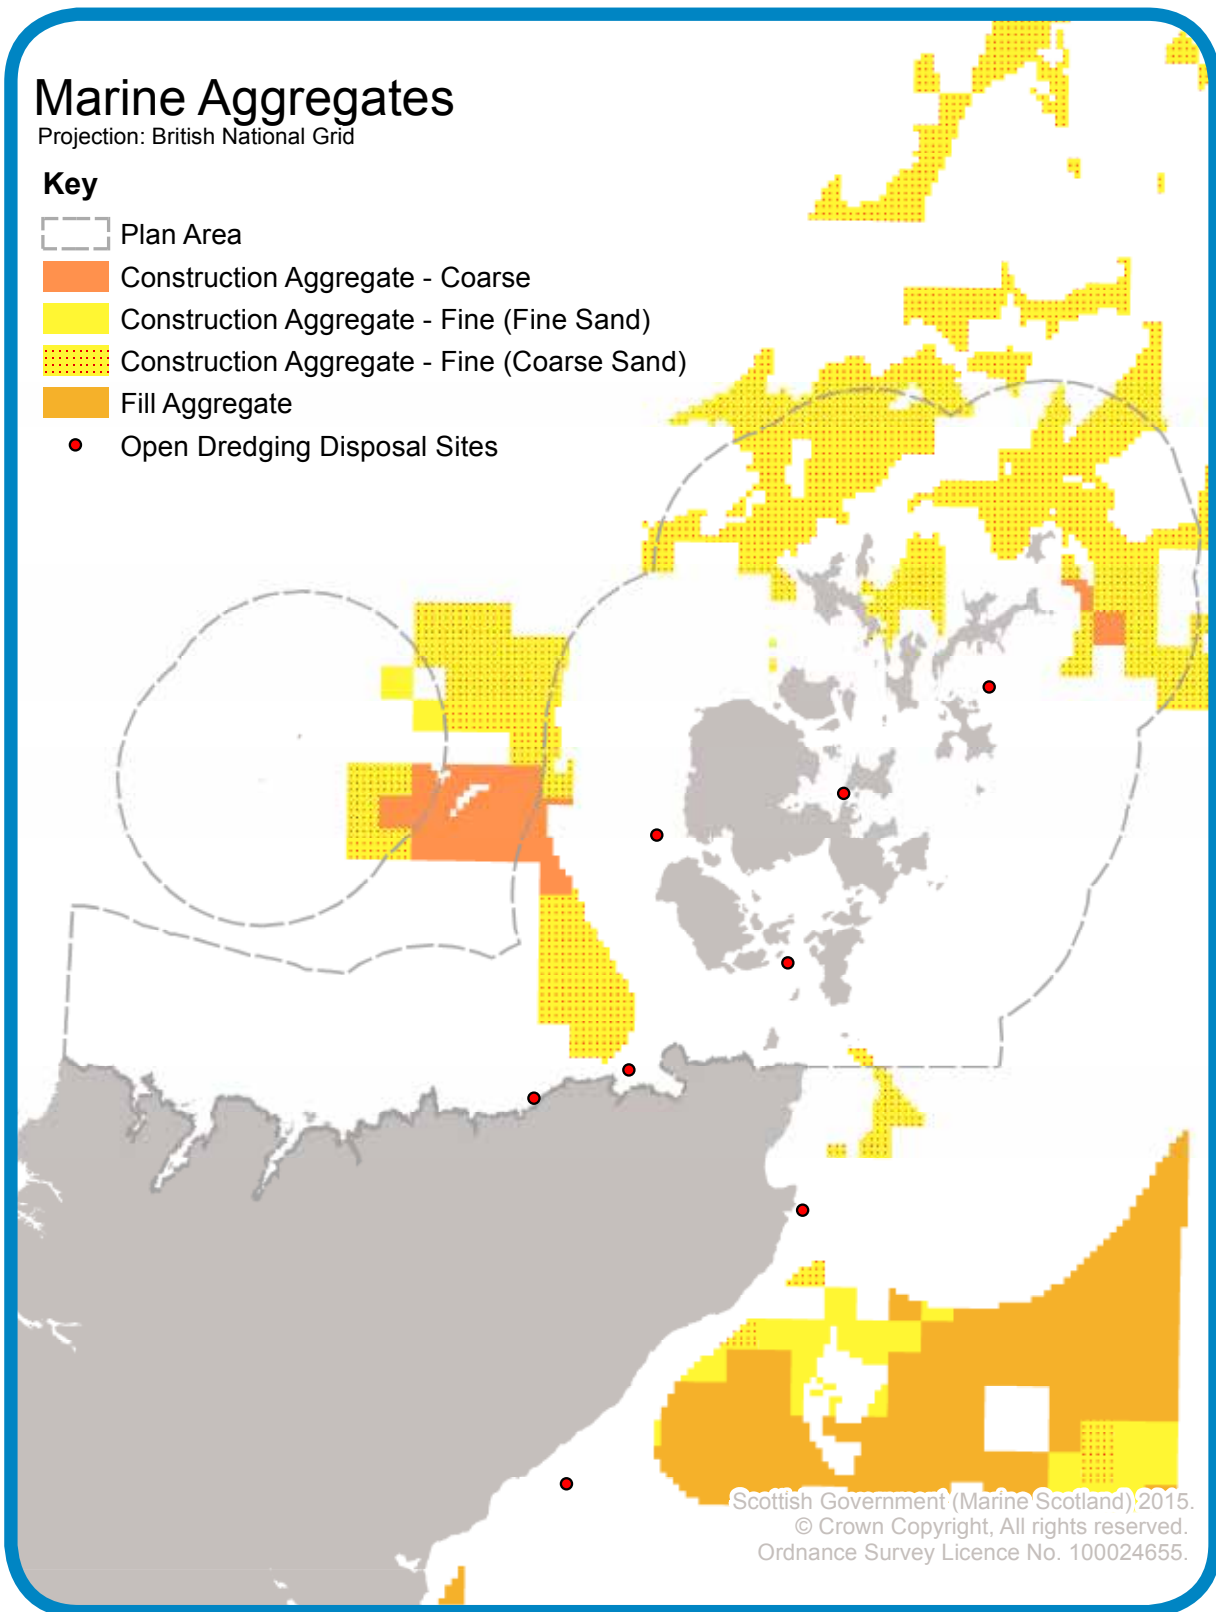 Marine Aggregates
Projection: British National Grid
Key
Plan Area
Construction Aggregate - Coarse
Construction Aggregate - Fine (Fine Sand)
Construction Aggregate - Fine (Coarse Sand)
Fill Aggregate
Open Dredging Disposal Sites
Scottish Government (Marine Scotland) 2015.
© Crown Copyright, All rights reserved.
Ordnance Survey Licence No. 100024655.